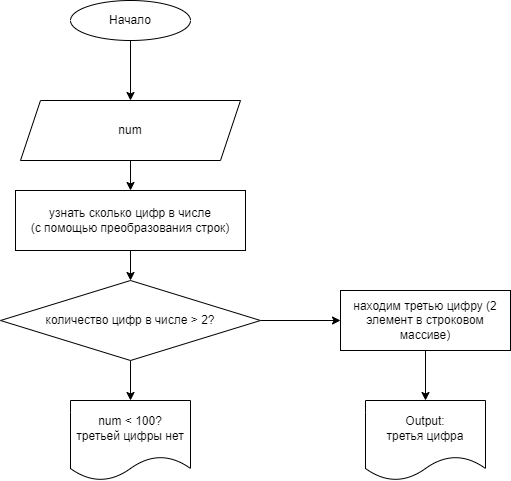 Начало
num
узнать сколько цифр в числе
(с помощью преобразования строк)
количество цифр в числе > 2?
находим третью цифру (2
элемент в строковом
массиве)
num < 100?
третьей цифры нет
Output:
третья цифра